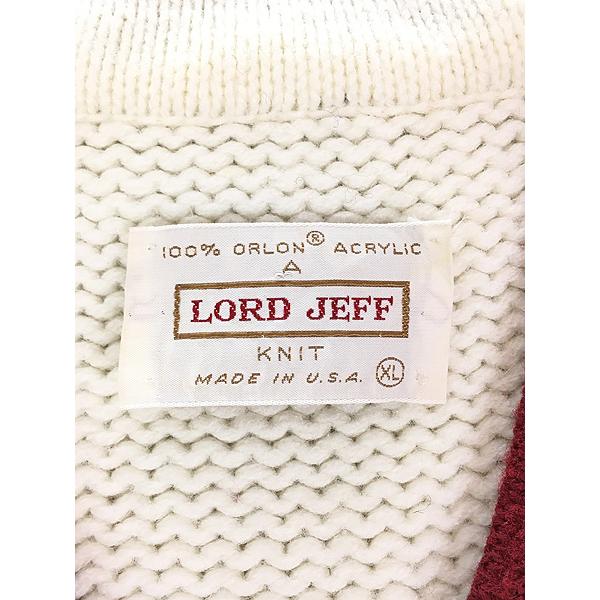 100% ORLON® ACRYLIC
A
LORD JEFF
KNIT
MADE IN U.S.A. XL